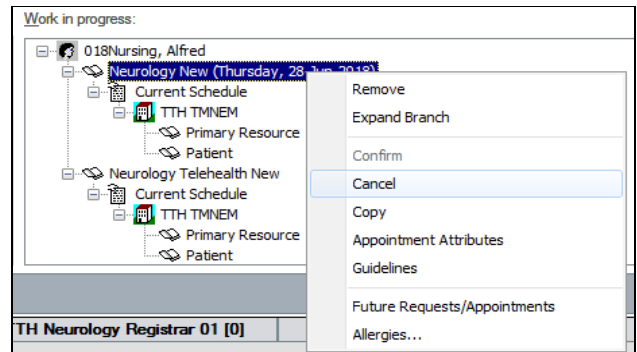 Work in progress:
018Nursing, Alfred
Neurology New (Thursday, 28 Jun 2018)
Current Schedule
TTH TMNEM
Primary Resource
Patient
Neurology Telehealth New
Current Schedule
TTH TMNEM
Primary Resource
Patient
Remove
Expand Branch
Confirm
Cancel
Copy
Appointment Attributes
Guidelines
Future Requests/Appointments
Allergies...
TTH Neurology Registrar 01 [0]